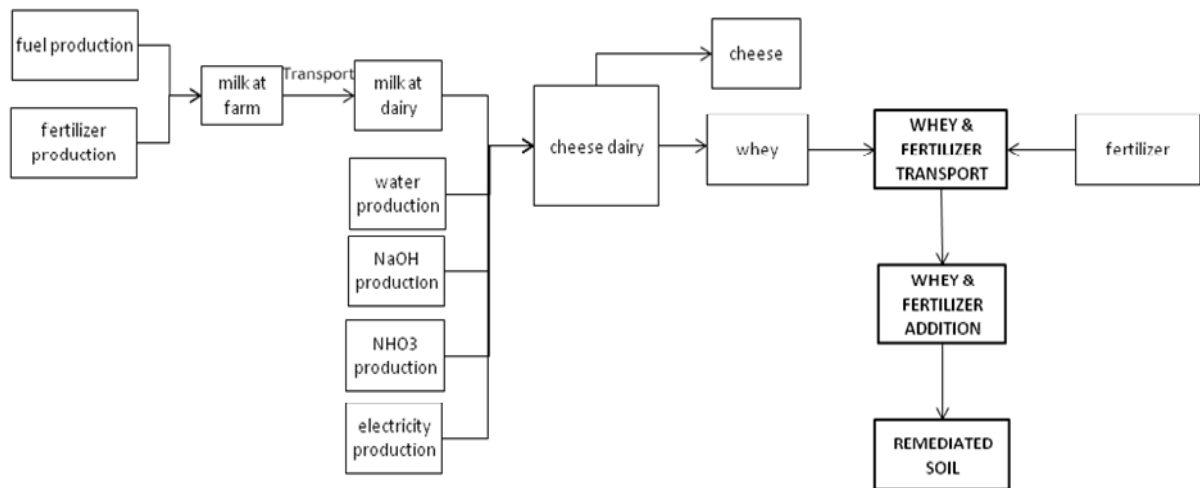 fuel production
fertilizer
production
milk at
farm
Transport
milk at
dairy
water
production
NaOH
production
NHO3
production
electricity
production
cheese dairy
cheese
whey
WHEY &
FERTILIZER
TRANSPORT
fertilizer
WHEY &
FERTILIZER
ADDITION
REMEDIATED
SOIL